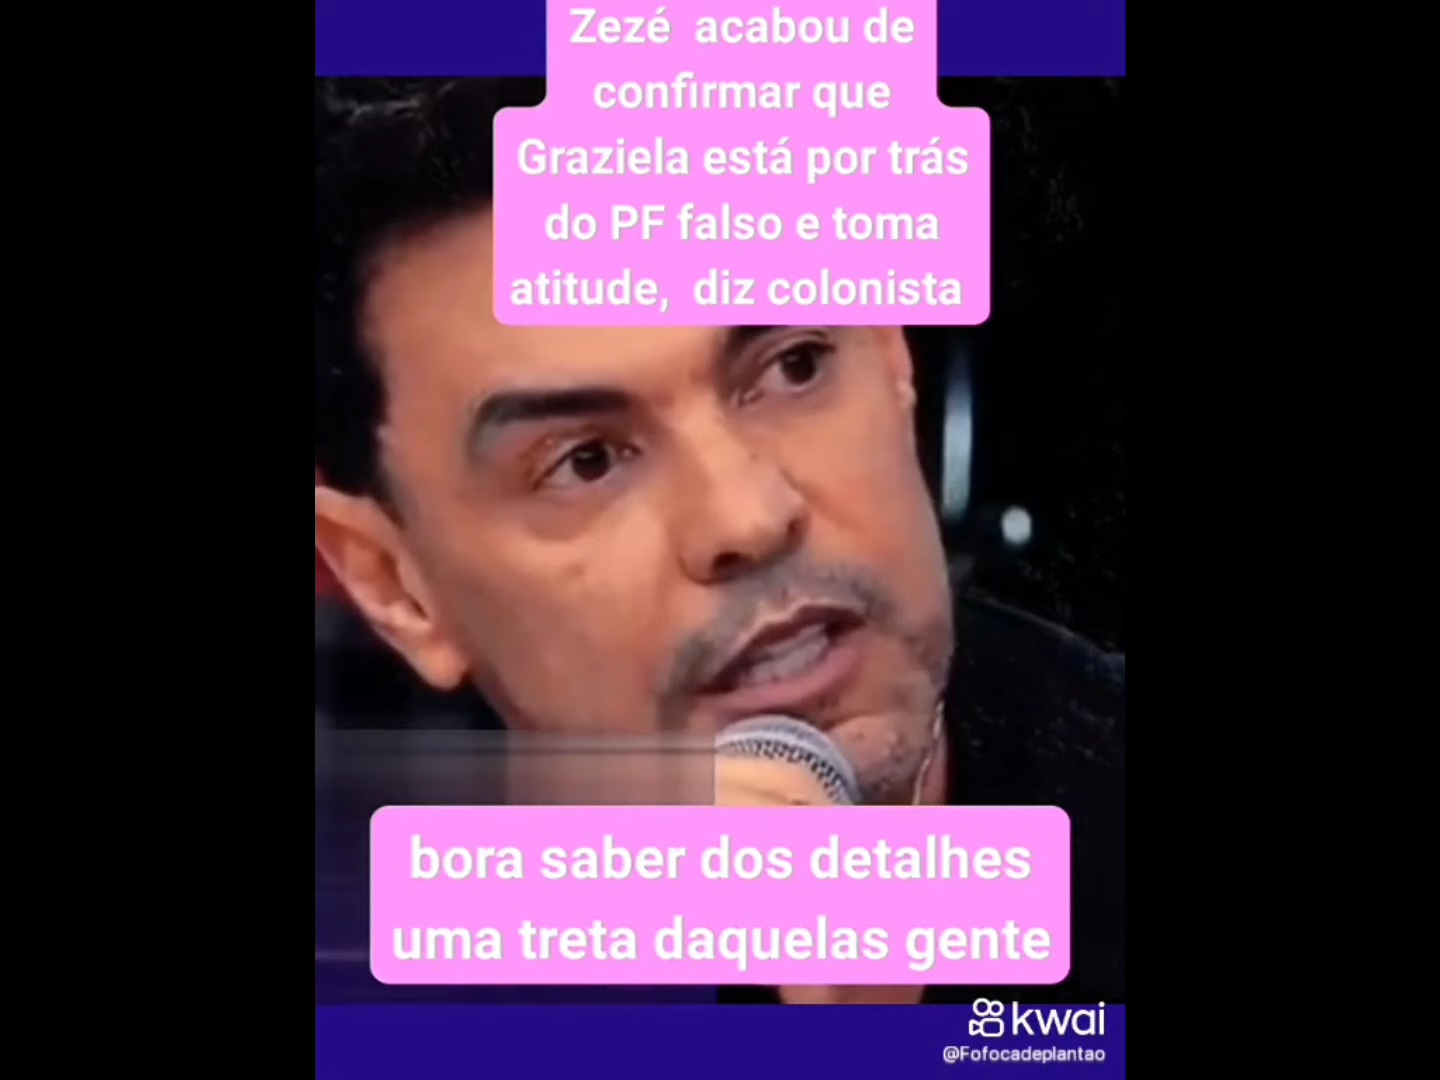 Zezé acabou de
confirmar que
Graziela está por trás
do PF falso e toma
atitude, diz colonista
bora saber dos detalhes
uma treta daquelas gente
kwai
@Fofocadeplantao